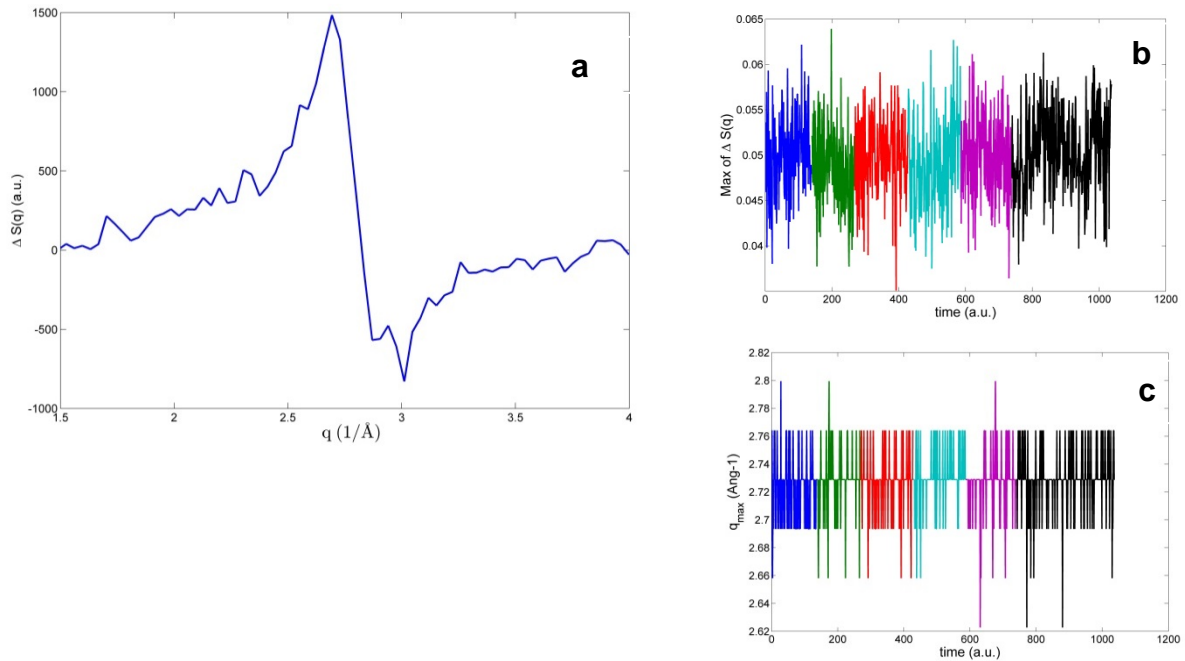 a
1500
1000
500
0
-500
-1000
Δ S(q) (a.u.)
1.5 2 2.5 3 3.5 4
q (1/Å)
b
0.065
0.06
0.055
0.05
0.045
0.04
Max of Δ S(q)
0 200 400 600 800 1000 1200
time (a.u.)
c
2.82
2.8
2.78
2.76
2.74
2.72
2.7
2.68
2.66
2.64
2.62
q_max (Ang-1)
0 200 400 600 800 1000 1200
time (a.u.)